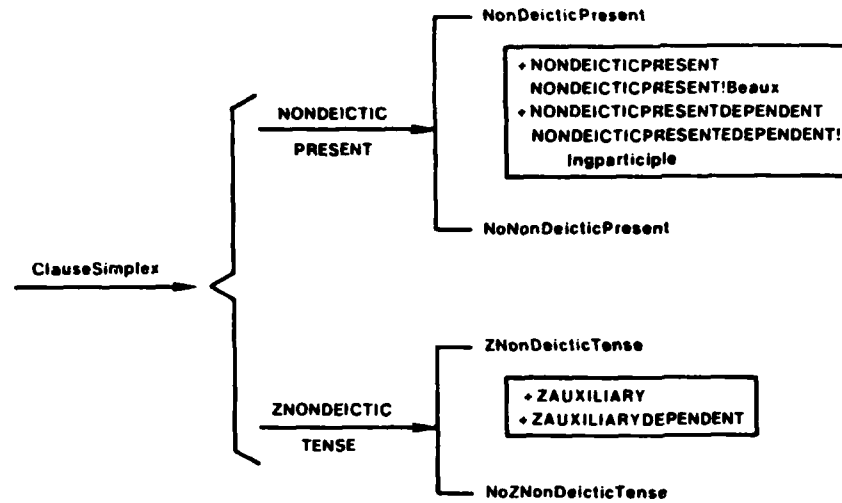 NonDeicticPresent
+ NONDEICTICPRESENT
NONDEICTICPRESENT!Beaux
+ NONDEICTICPRESENTDEPENDENT
NONDEICTICPRESENTEDEPENDENT!
Ingparticiple
NONDEICTIC
PRESENT
NoNonDeicticPresent
ClauseSimplex
ZNonDeicticTense
+ ZAUXILIARY
+ ZAUXILIARYDEPENDENT
ZNONDEICTIC
TENSE
NoZNonDeicticTense